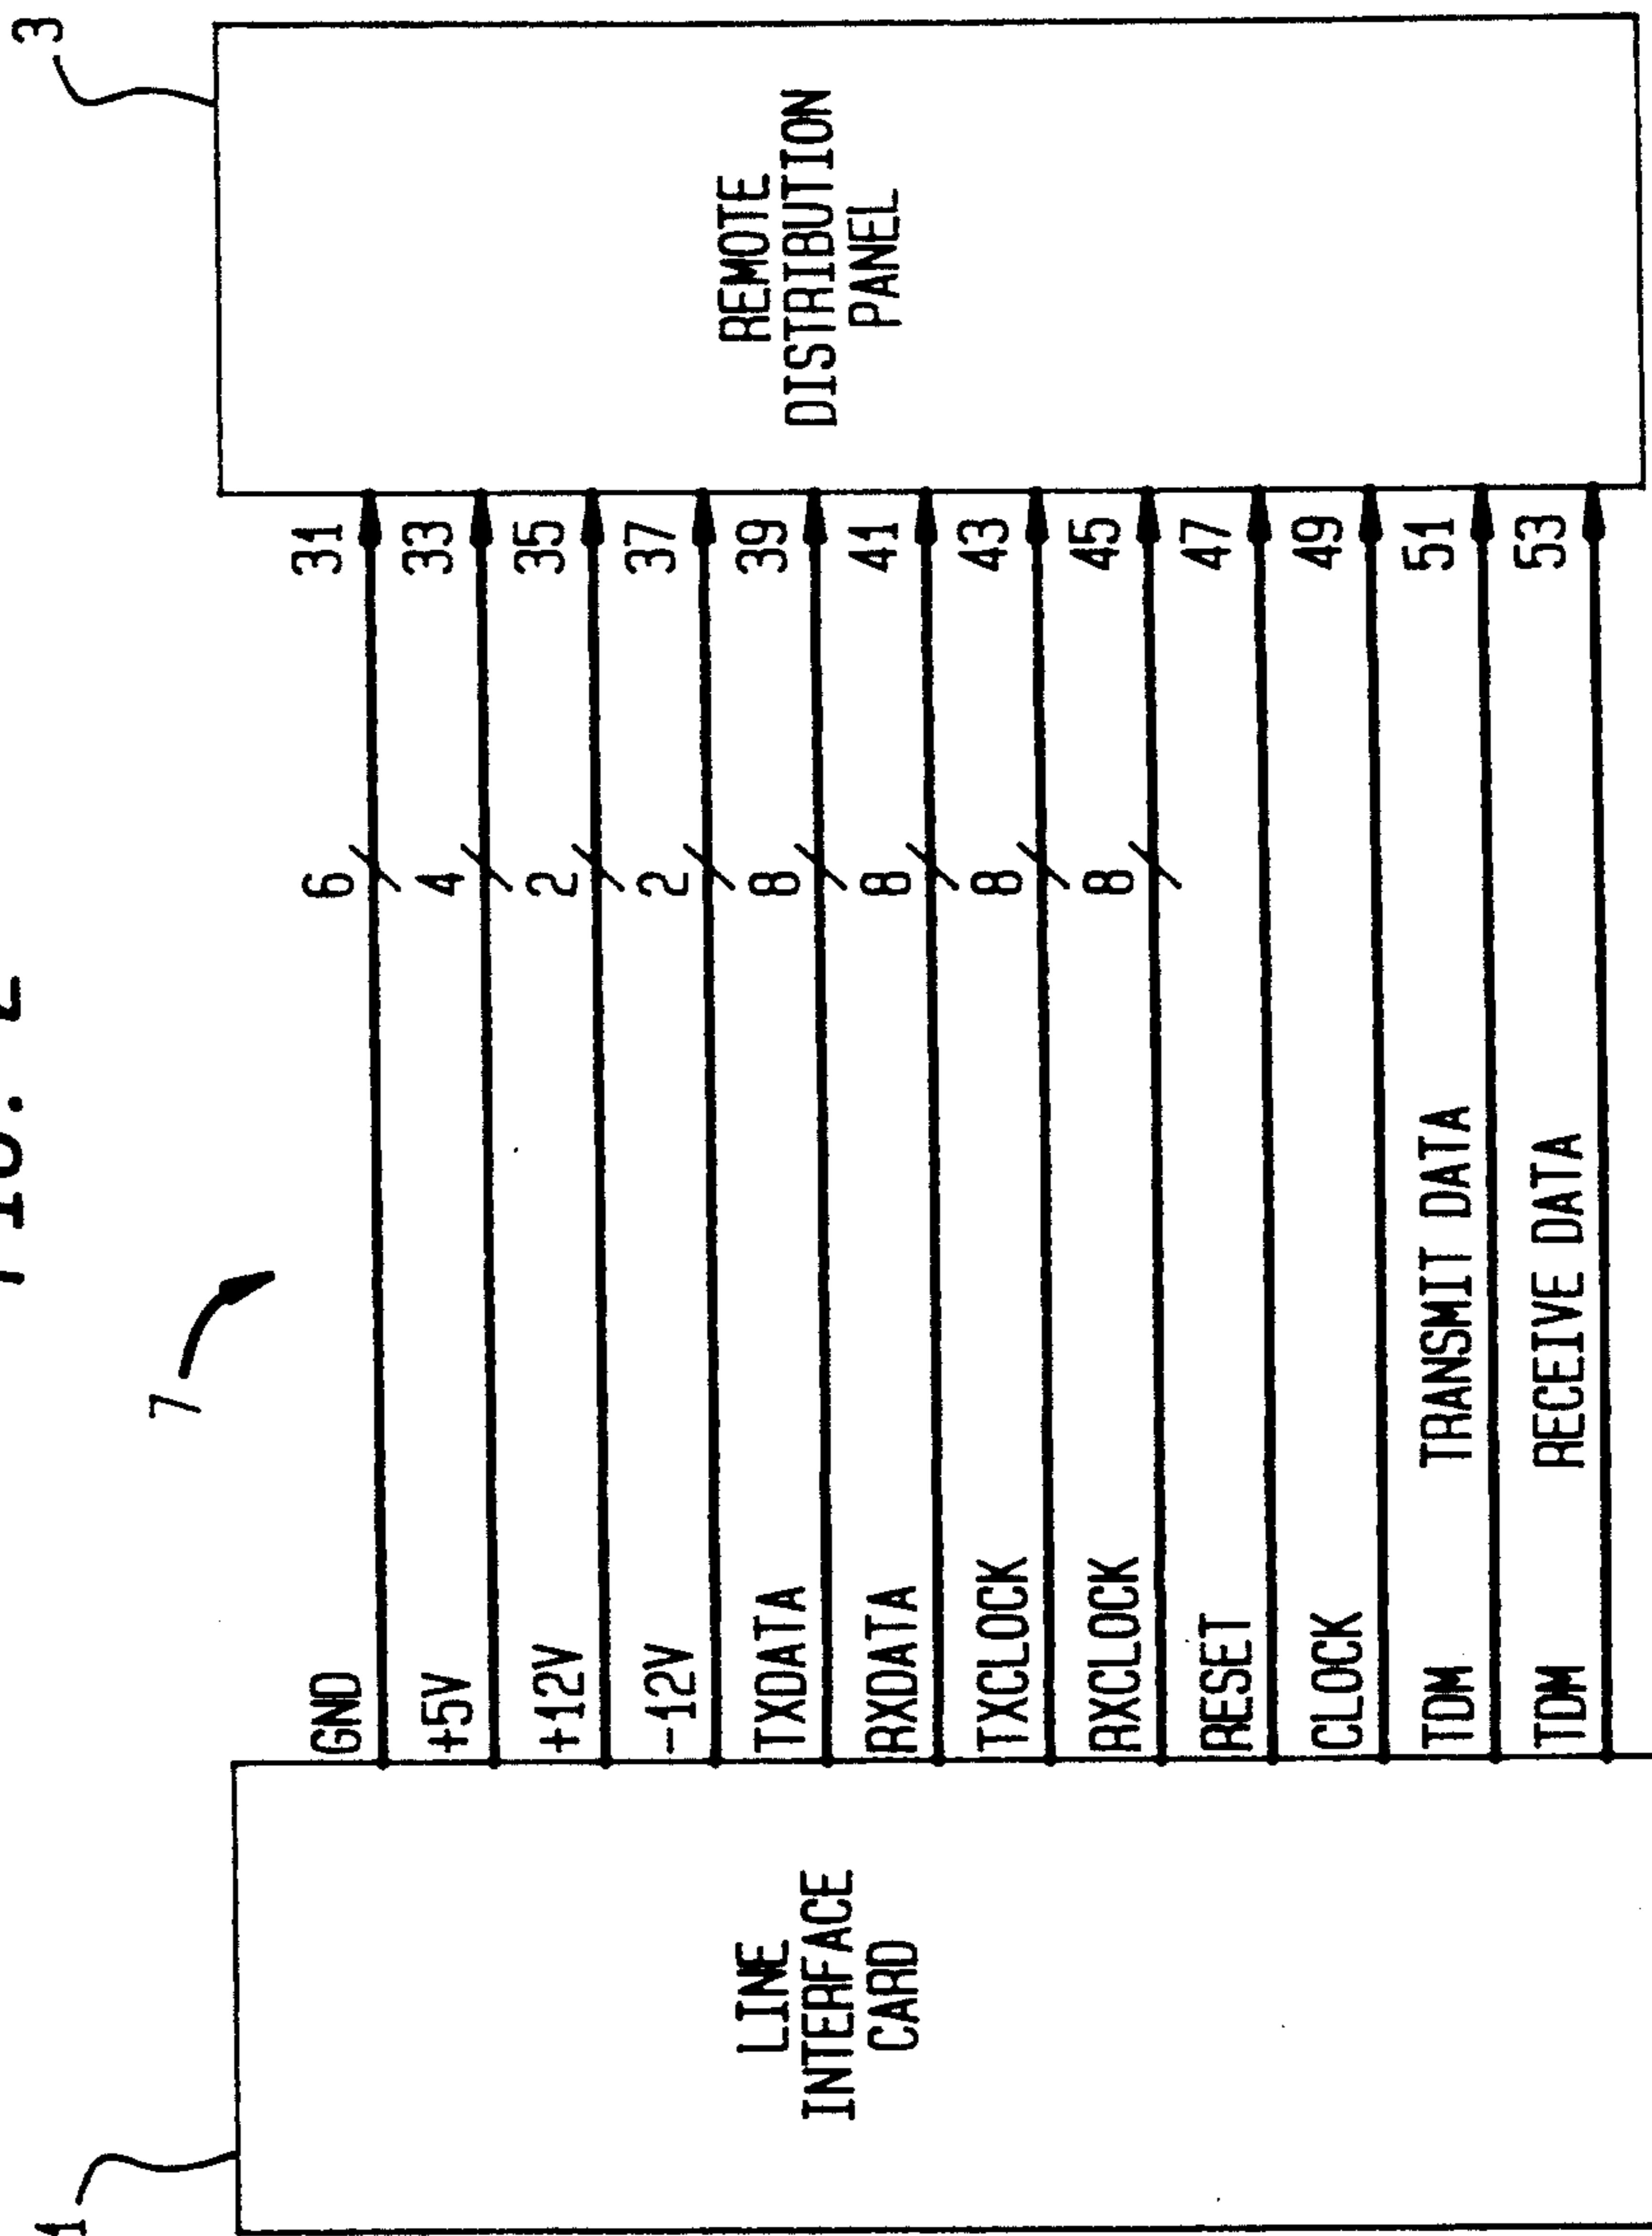 FIG. 2
7
1
LINE
INTERFACE
CARD
3
REMOTE
DISTRIBUTION
PANEL
GND 6 31
+5V 4 33
+12V 2 35
-12V 2 37
TXDATA 8 39
RXDATA 8 41
TXCLOCK 8 43
RXCLOCK 8 45
RESET 47
CLOCK 49
TDM TRANSMIT DATA 51
TDM RECEIVE DATA 53